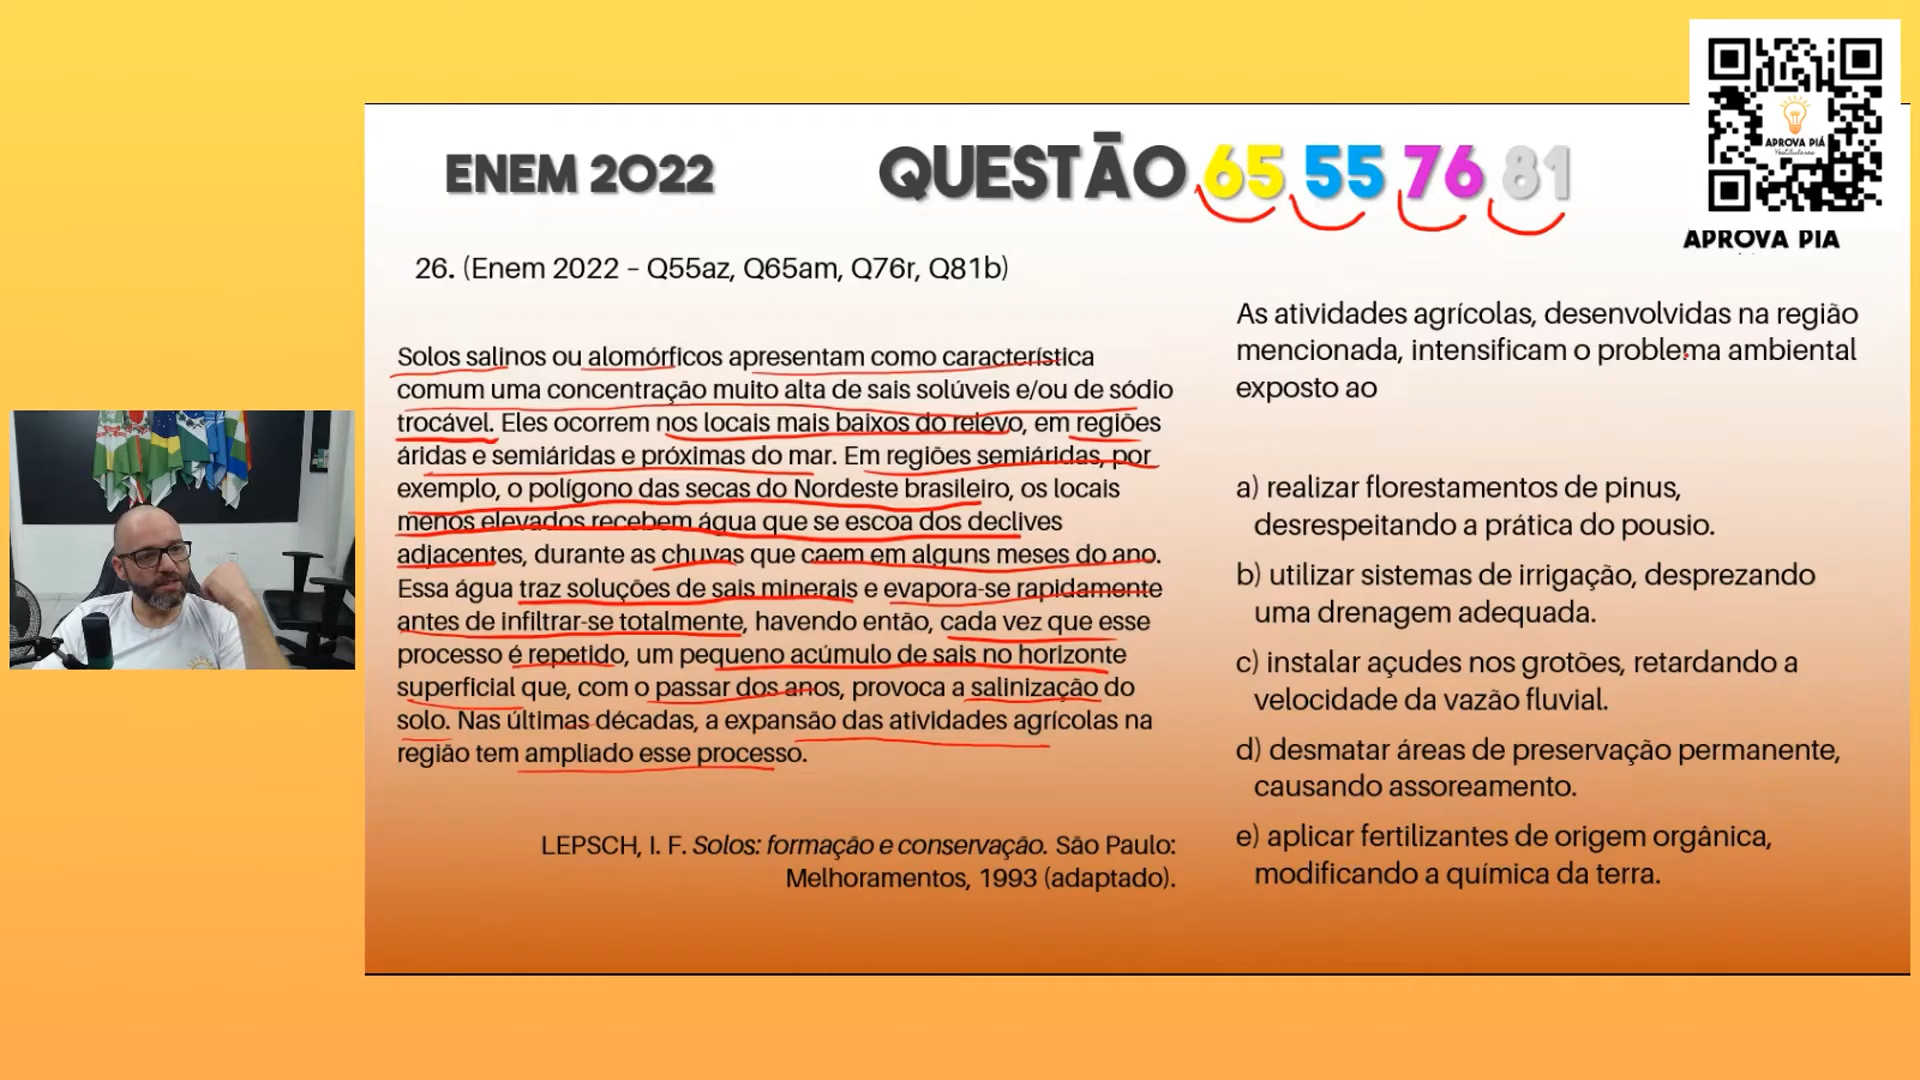 ENEM 2022
QUESTÃO 65 55 76 81
APROVA PIÁ
Vestibulares
APROVA PIA
26. (Enem 2022 – Q55az, Q65am, Q76r, Q81b)
Solos salinos ou alomórficos apresentam como característica
comum uma concentração muito alta de sais solúveis e/ou de sódio
trocável. Eles ocorrem nos locais mais baixos do relevo, em regiões
áridas e semiáridas e próximas do mar. Em regiões semiáridas, por
exemplo, o polígono das secas do Nordeste brasileiro, os locais
menos elevados recebem água que se escoa dos declives
adjacentes, durante as chuvas que caem em alguns meses do ano.
Essa água traz soluções de sais minerais e evapora-se rapidamente
antes de infiltrar-se totalmente, havendo então, cada vez que esse
processo é repetido, um pequeno acúmulo de sais no horizonte
superficial que, com o passar dos anos, provoca a salinização do
solo. Nas últimas décadas, a expansão das atividades agrícolas na
região tem ampliado esse processo.
LEPSCH, I. F. Solos: formação e conservação. São Paulo:
Melhoramentos, 1993 (adaptado).
As atividades agrícolas, desenvolvidas na região
mencionada, intensificam o problema ambiental
exposto ao
a) realizar florestamentos de pinus,
desrespeitando a prática do pousio.
b) utilizar sistemas de irrigação, desprezando
uma drenagem adequada.
c) instalar açudes nos grotões, retardando a
velocidade da vazão fluvial.
d) desmatar áreas de preservação permanente,
causando assoreamento.
e) aplicar fertilizantes de origem orgânica,
modificando a química da terra.